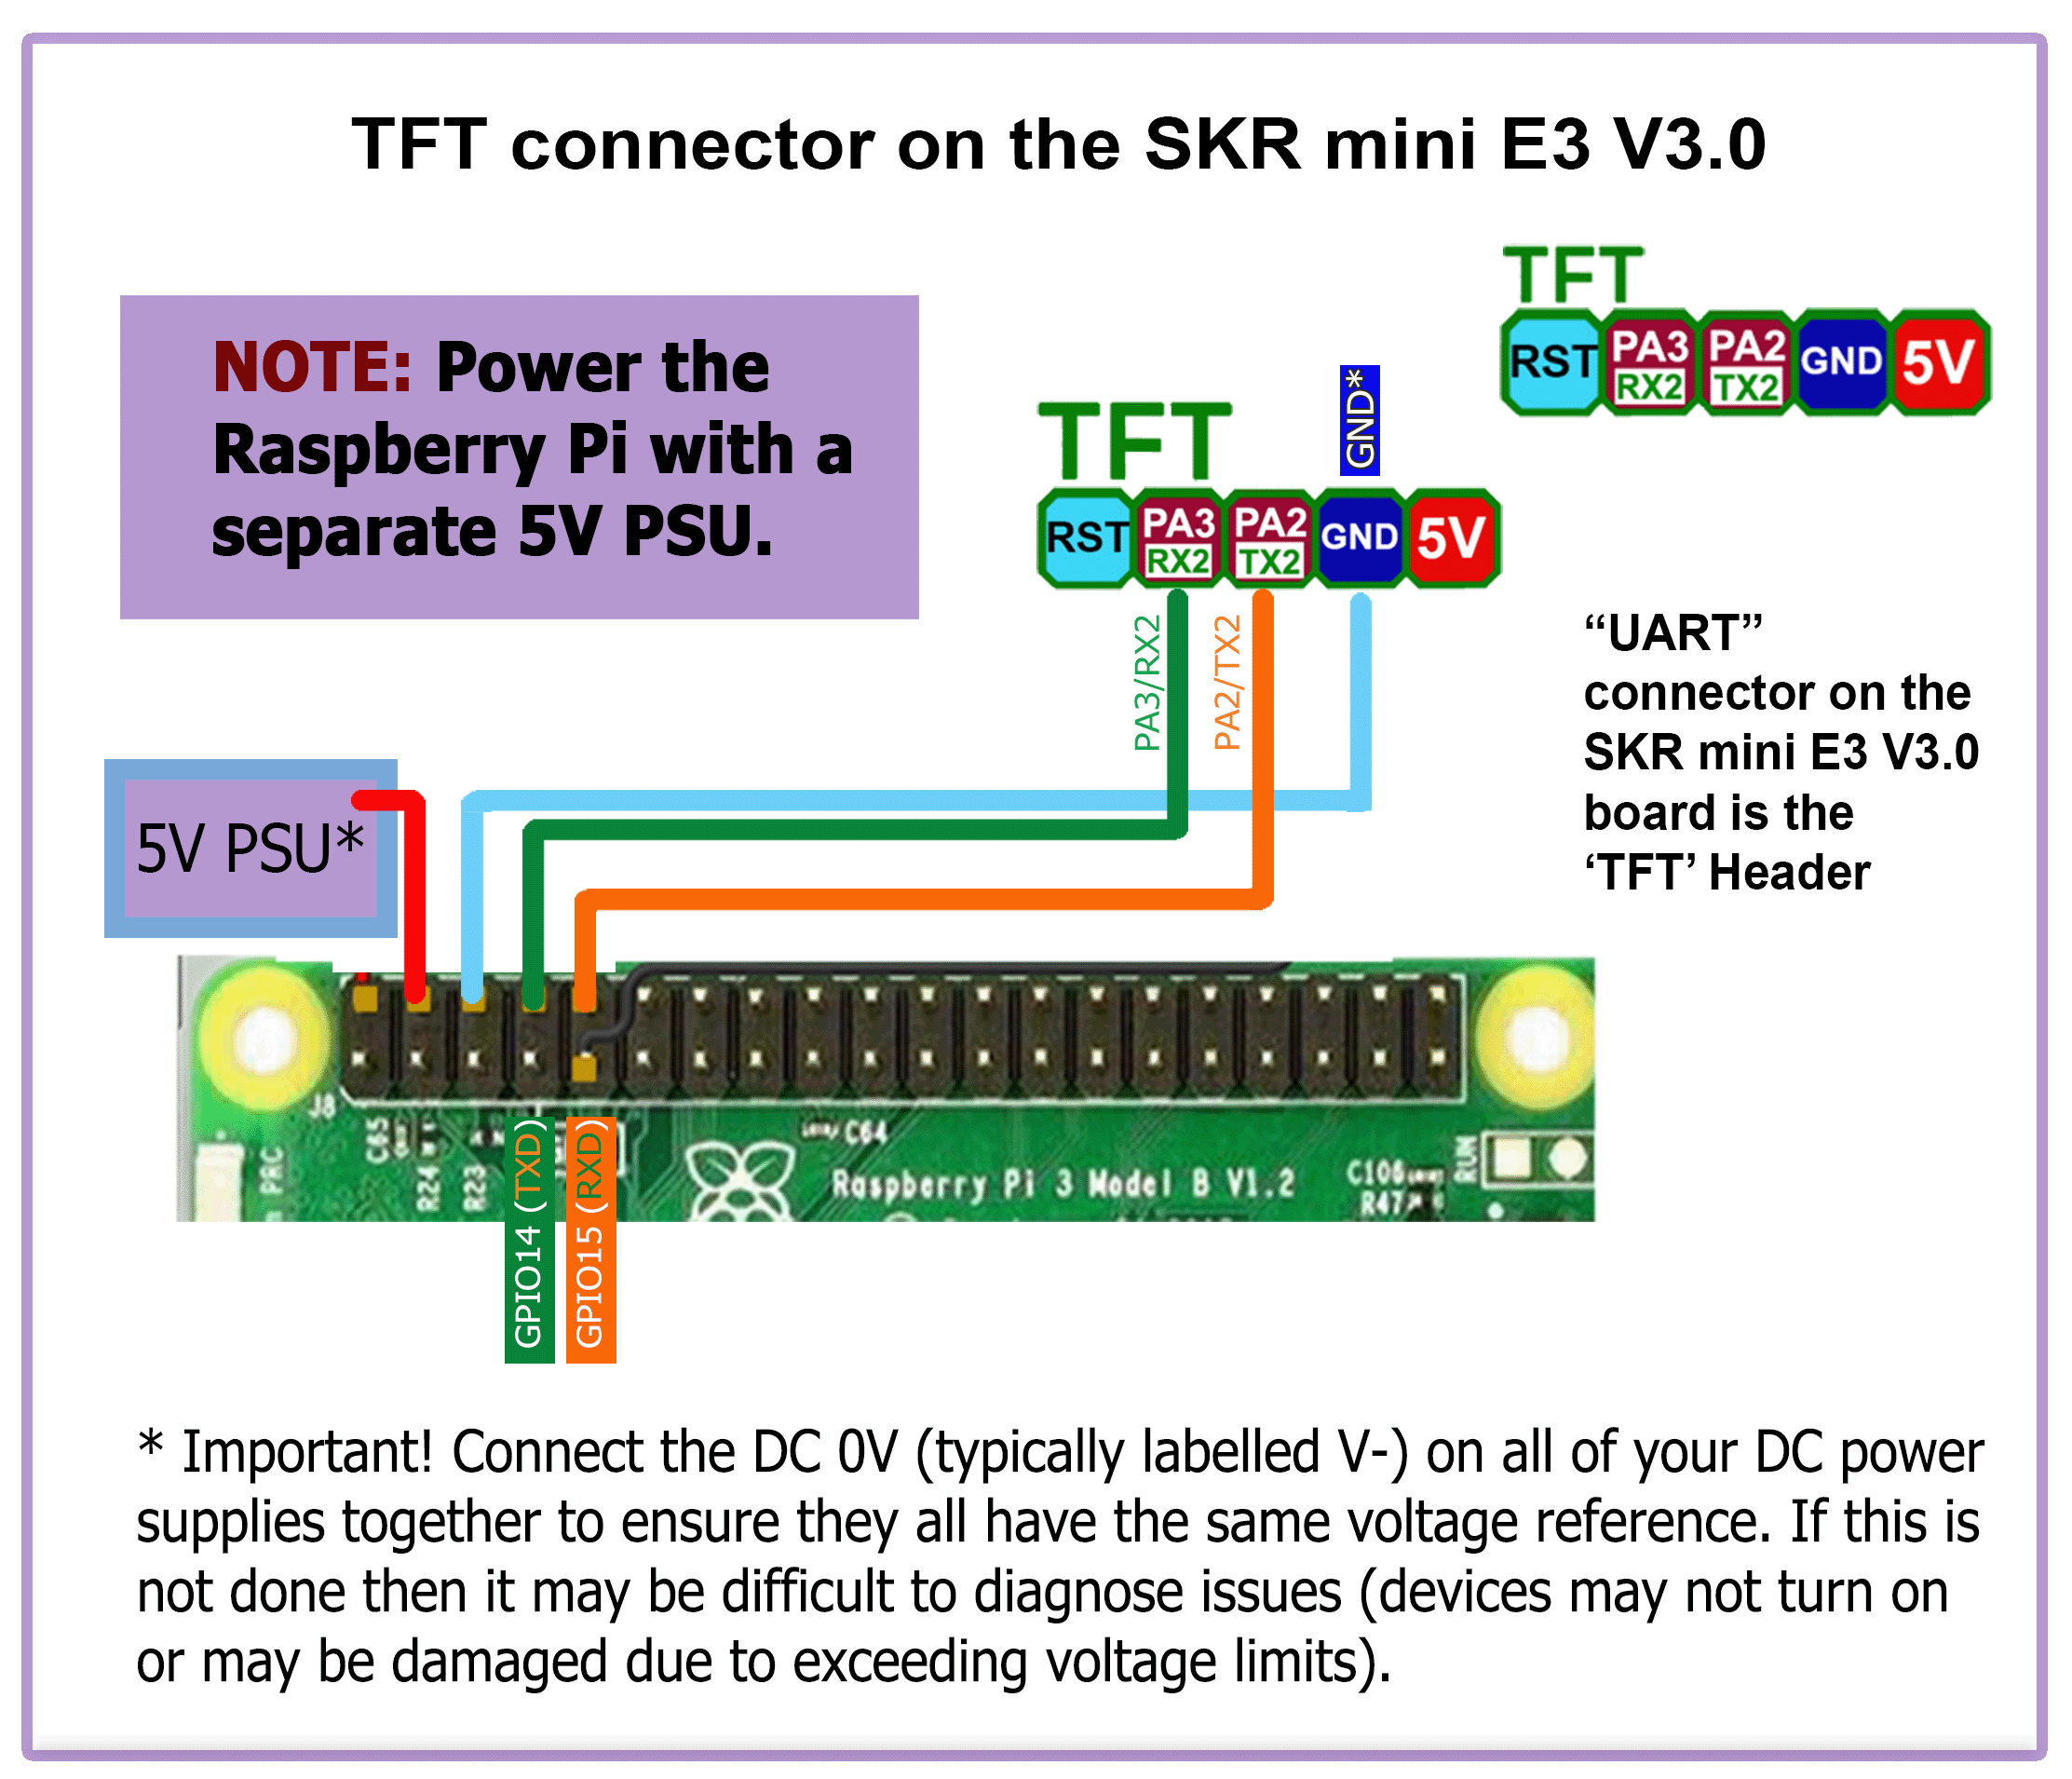 TFT connector on the SKR mini E3 V3.0
TFT
RST PA3 PA2 GND 5V
RX2 TX2
NOTE: Power the
Raspberry Pi with a
separate 5V PSU.
GND*
TFT
RST PA3 PA2 GND 5V
RX2 TX2
PA3/RX2
PA2/TX2
“UART”
connector on the
SKR mini E3 V3.0
board is the
‘TFT’ Header
5V PSU*
J8
C65
R24
R23
PRC
GPIO14 (TXD)
GPIO15 (RXD)
C64
Raspberry Pi 3 Model B V1.2
C106
R47
RUN
* Important! Connect the DC 0V (typically labelled V-) on all of your DC power
supplies together to ensure they all have the same voltage reference. If this is
not done then it may be difficult to diagnose issues (devices may not turn on
or may be damaged due to exceeding voltage limits).